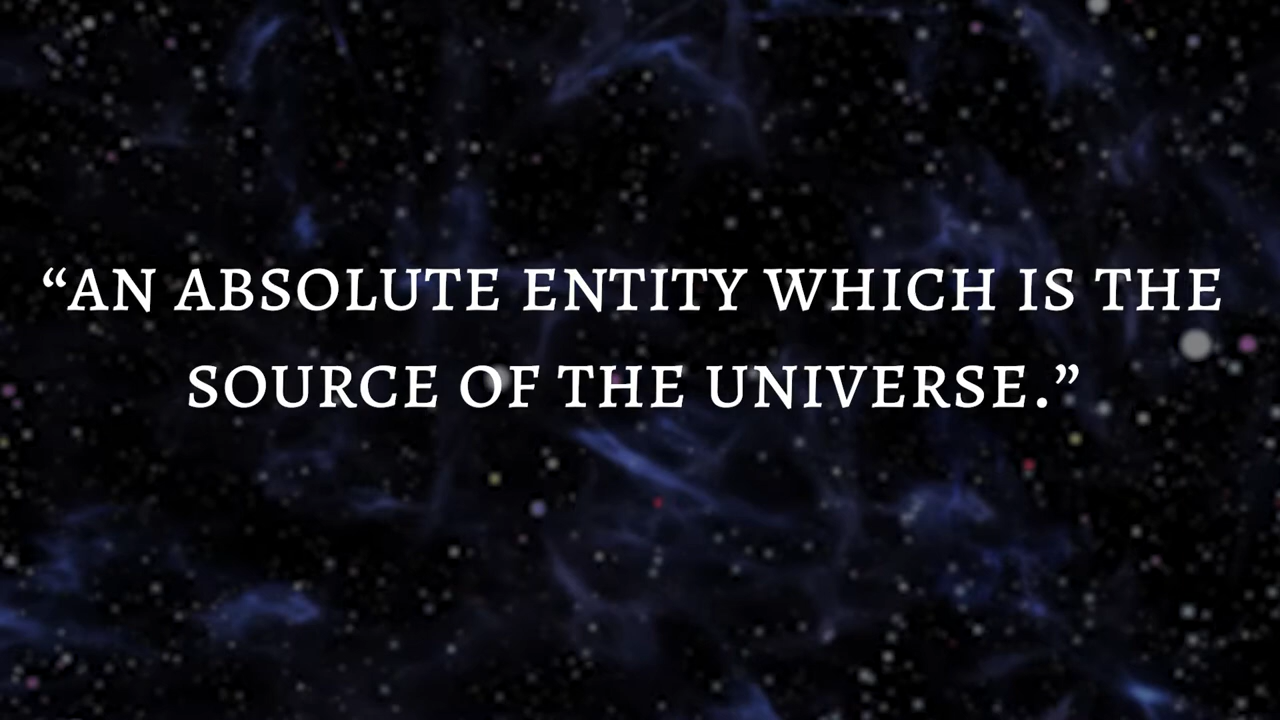 “AN ABSOLUTE ENTITY WHICH IS THE
SOURCE OF THE UNIVERSE.”